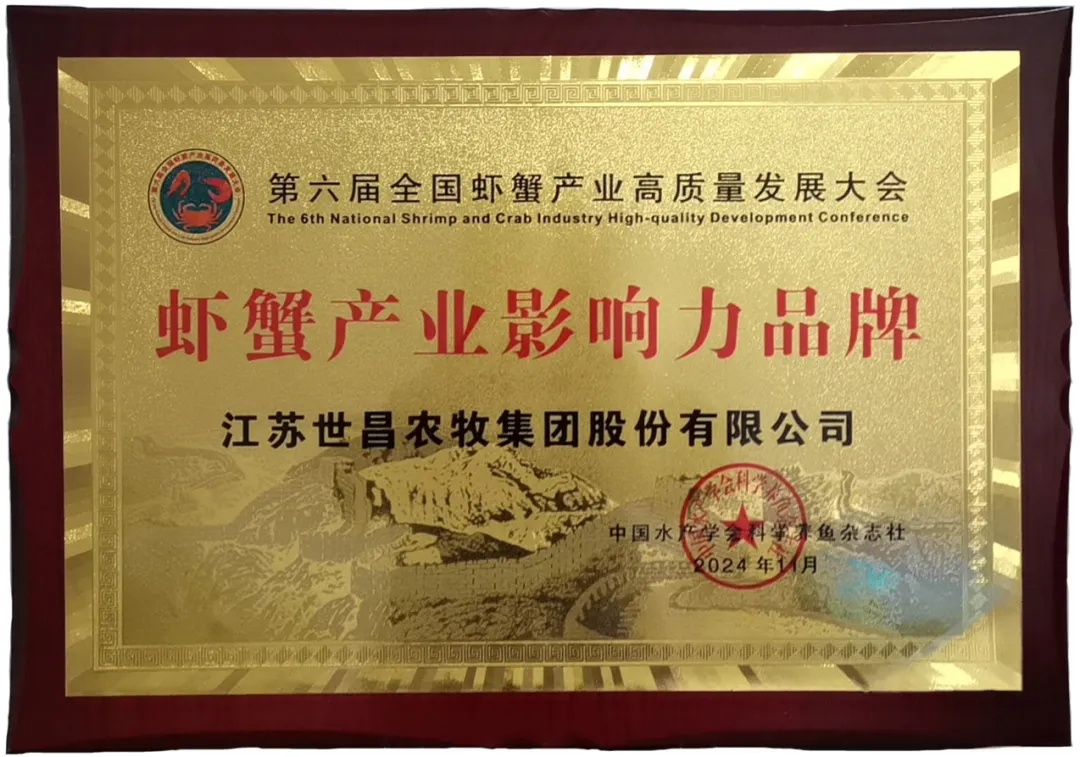 第六届全国虾蟹产业高质量发展大会
The 6th National Shrimp and Crab Industry High-quality Development Conference
虾蟹产业影响力品牌
江苏世昌农牧集团股份有限公司
中国水产学会科学养鱼杂志社
2024年11月